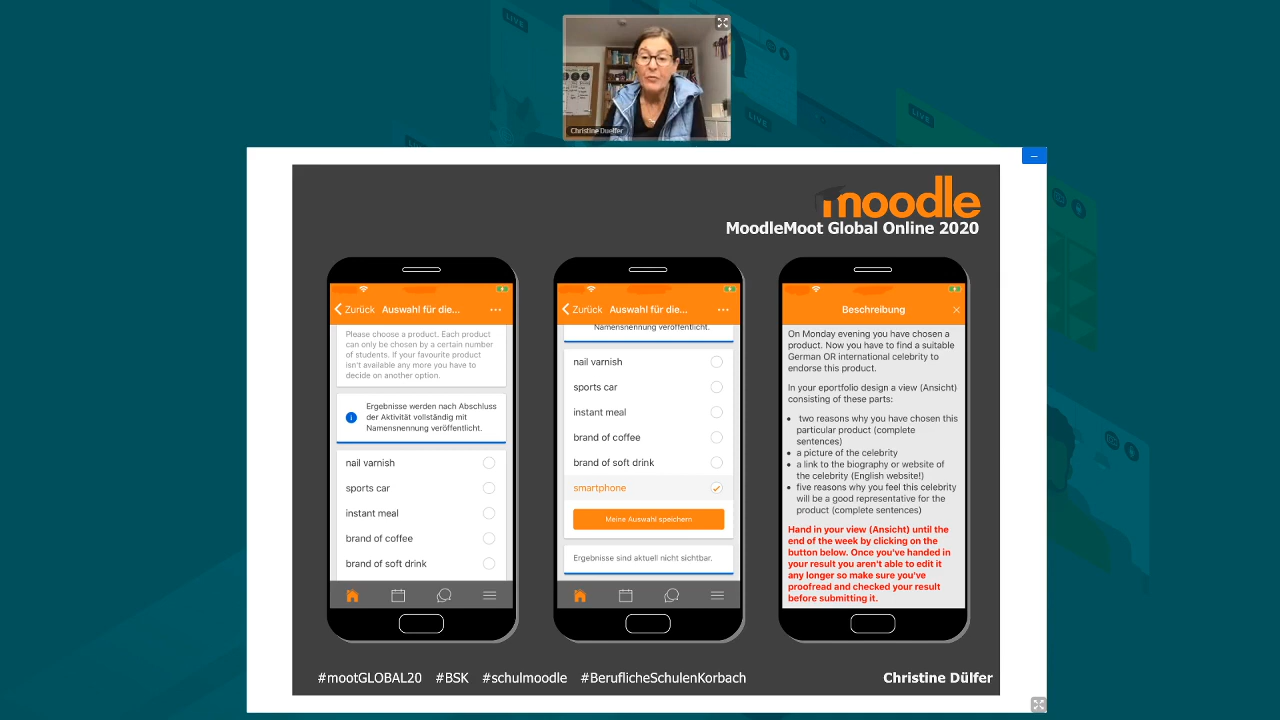 LIVE
LIVE
LIVE
Christine Duelfer
moodle
MoodleMoot Global Online 2020
Zurück Auswahl für die...
Please choose a product. Each product
can only be chosen by a certain number
of students. If your favourite product
isn't available any more you have to
decide on another option.
Ergebnisse werden nach Abschluss
der Aktivität vollständig mit
Namensnennung veröffentlicht.
nail varnish
sports car
instant meal
brand of coffee
brand of soft drink
Zurück Auswahl für die...
Namensnennung veröffentlicht.
nail varnish
sports car
instant meal
brand of coffee
brand of soft drink
smartphone
Meine Auswahl speichern
Ergebnisse sind aktuell nicht sichtbar.
Beschreibung
On Monday evening you have chosen a
product. Now you have to find a suitable
German OR international celebrity to
endorse this product.
In your eportfolio design a view (Ansicht)
consisting of these parts:
• two reasons why you have chosen this
particular product (complete
sentences)
• a picture of the celebrity
• a link to the biography or website of
the celebrity (English website!)
• five reasons why you feel this celebrity
will be a good representative for the
product (complete sentences)
Hand in your view (Ansicht) until the
end of the week by clicking on the
button below. Once you've handed in
your result you aren't able to edit it
any longer so make sure you've
proofread and checked your result
before submitting it.
#mootGLOBAL20 #BSK #schulmoodle #BeruflicheSchulenKorbach
Christine Dülfer